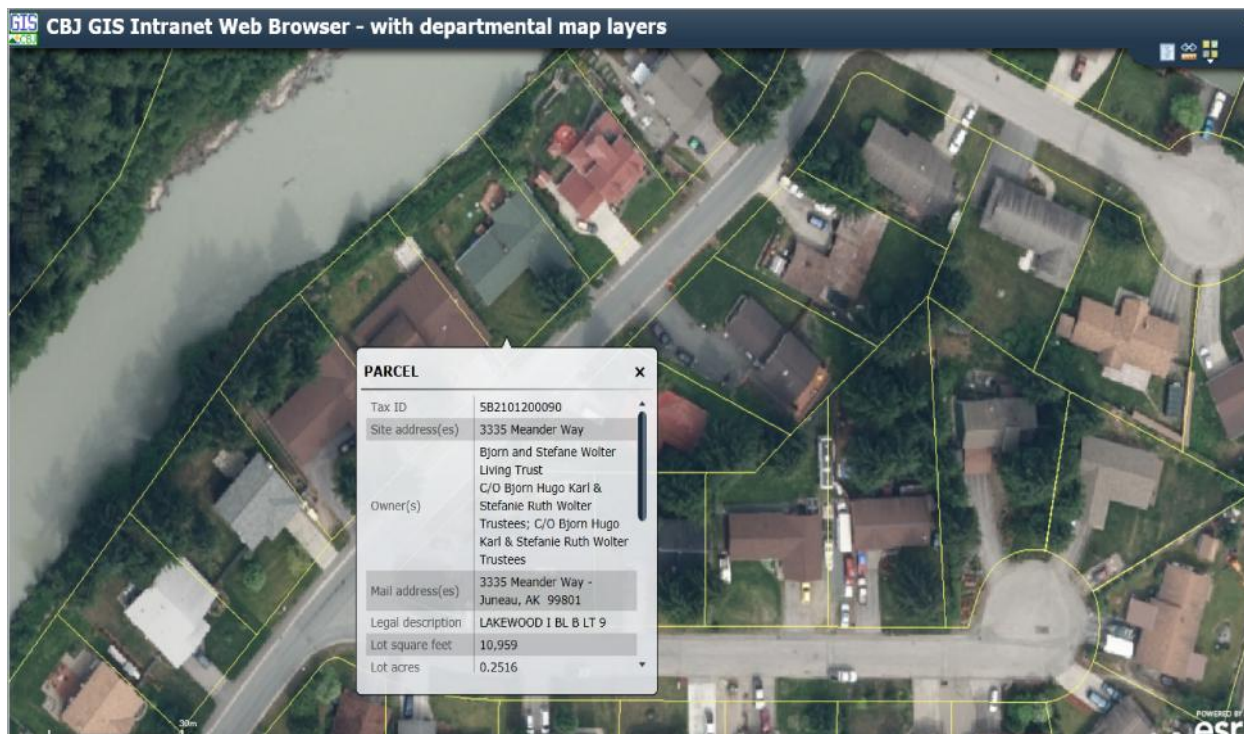 GIS
CBJ
CBJ GIS Intranet Web Browser - with departmental map layers
PARCEL
Tax ID 5B2101200090
Site address(es) 3335 Meander Way
Owner(s) Bjorn and Stefane Wolter
Living Trust
C/O Bjorn Hugo Karl &
Stefanie Ruth Wolter
Trustees; C/O Bjorn Hugo
Karl & Stefanie Ruth Wolter
Trustees
Mail address(es) 3335 Meander Way -
Juneau, AK 99801
Legal description LAKEWOOD I BL B LT 9
Lot square feet 10,959
Lot acres 0.2516
30m
POWERED BY
esri